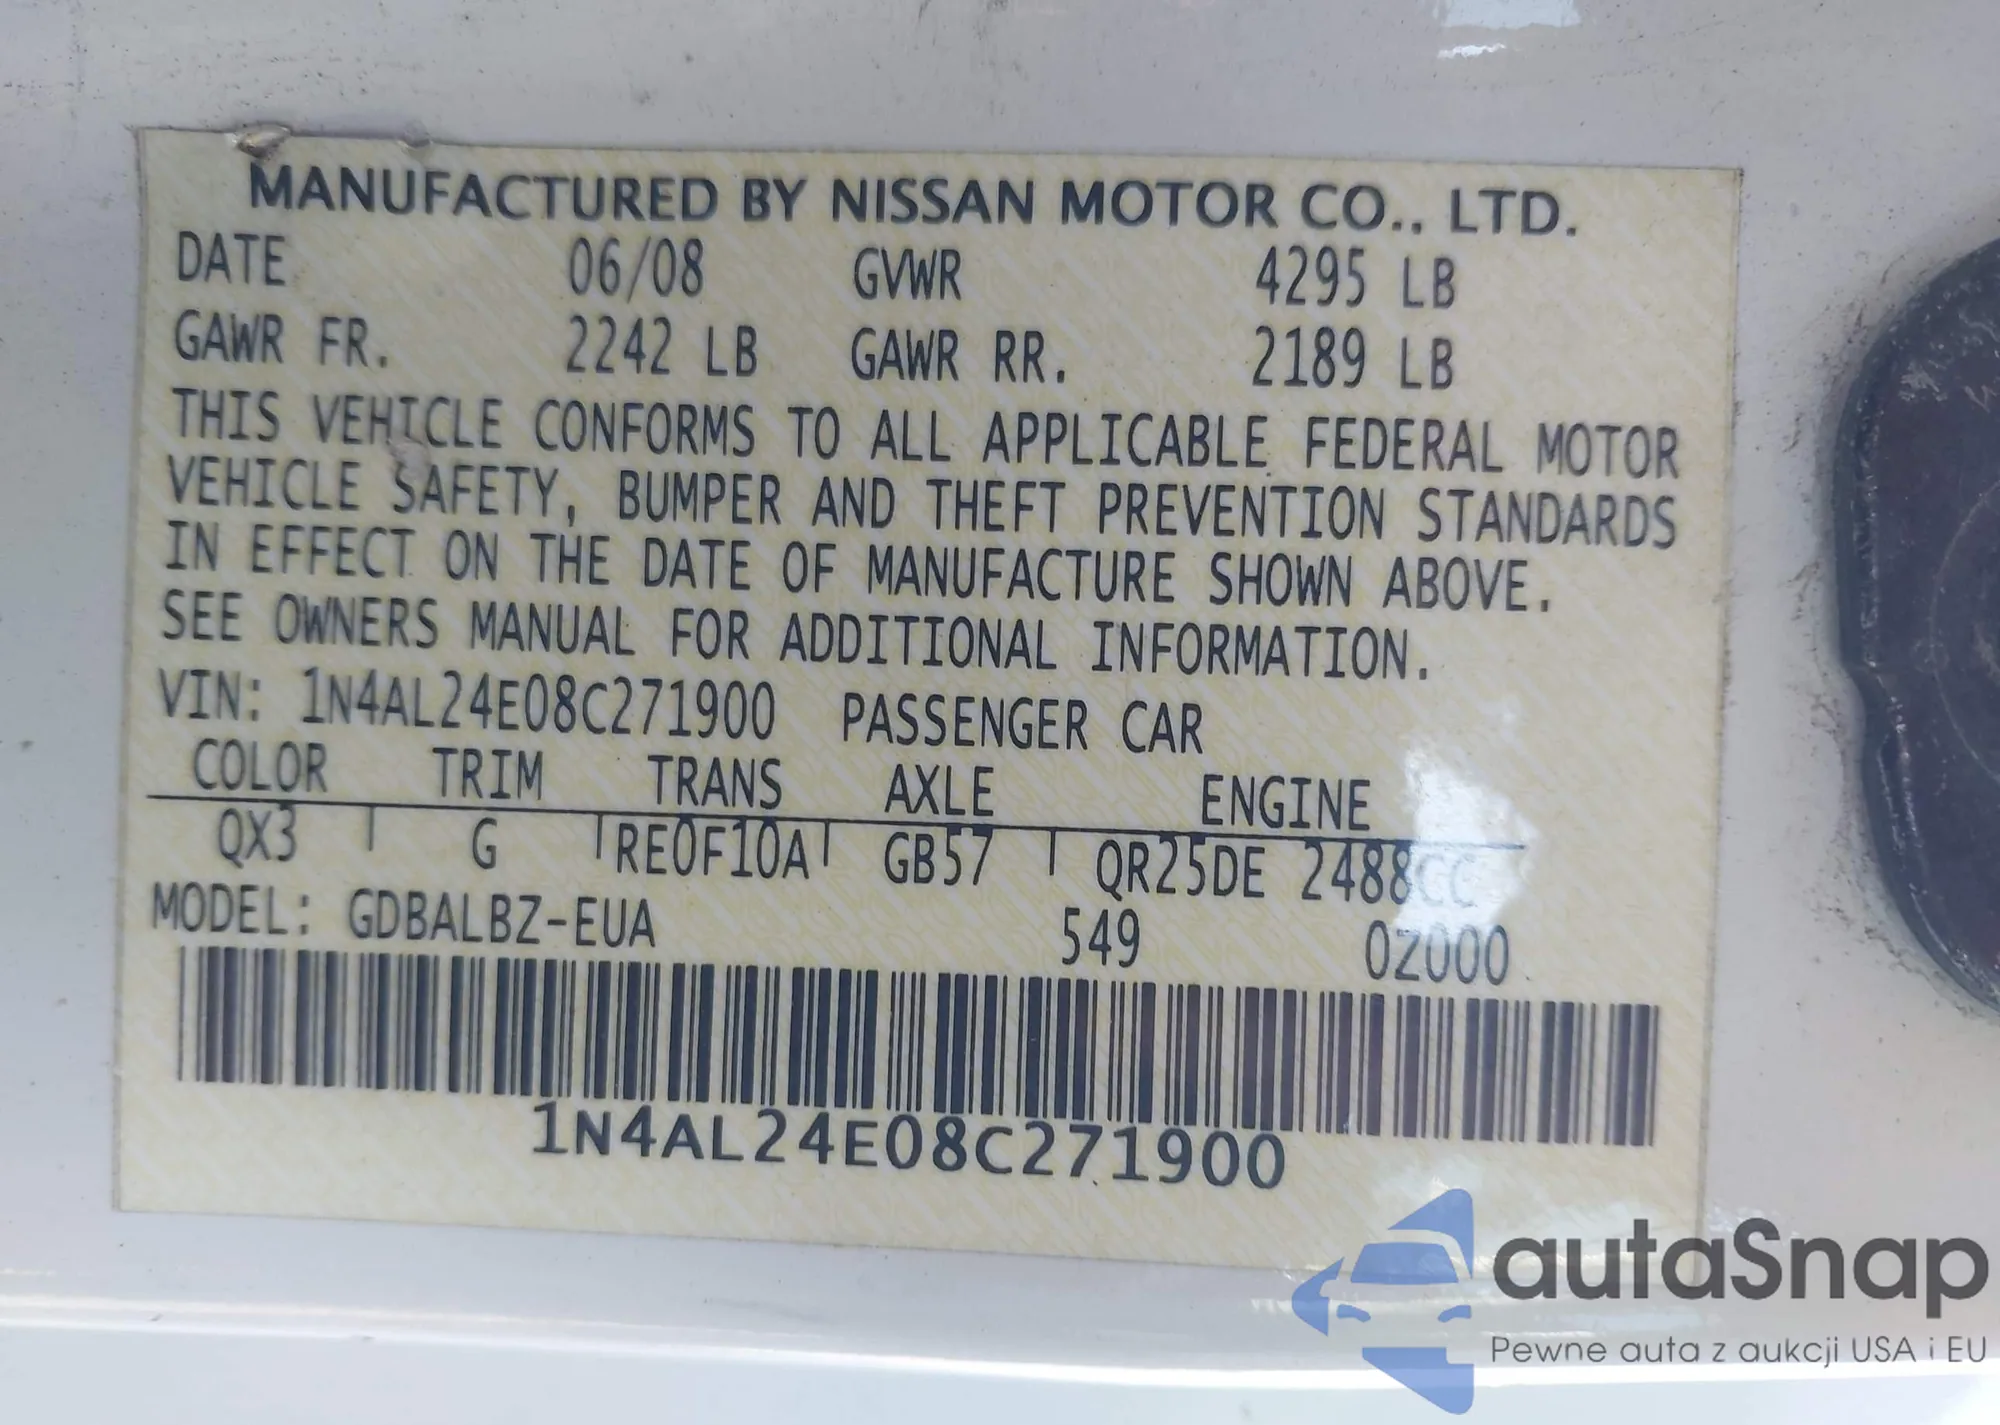 MANUFACTURED BY NISSAN MOTOR CO., LTD.
DATE 06/08 GVWR 4295 LB
GAWR FR. 2242 LB GAWR RR. 2189 LB
THIS VEHICLE CONFORMS TO ALL APPLICABLE FEDERAL MOTOR
VEHICLE SAFETY, BUMPER AND THEFT PREVENTION STANDARDS
IN EFFECT ON THE DATE OF MANUFACTURE SHOWN ABOVE.
SEE OWNERS MANUAL FOR ADDITIONAL INFORMATION.
VIN: 1N4AL24E08C271900 PASSENGER CAR
COLOR TRIM TRANS AXLE ENGINE
QX3 G RE0F10A GB57 QR25DE 2488CC
MODEL: GDBALBZ-EUA 549 0Z000
1N4AL24E08C271900
autaSnap
Pewne auta z aukcji USA i EU